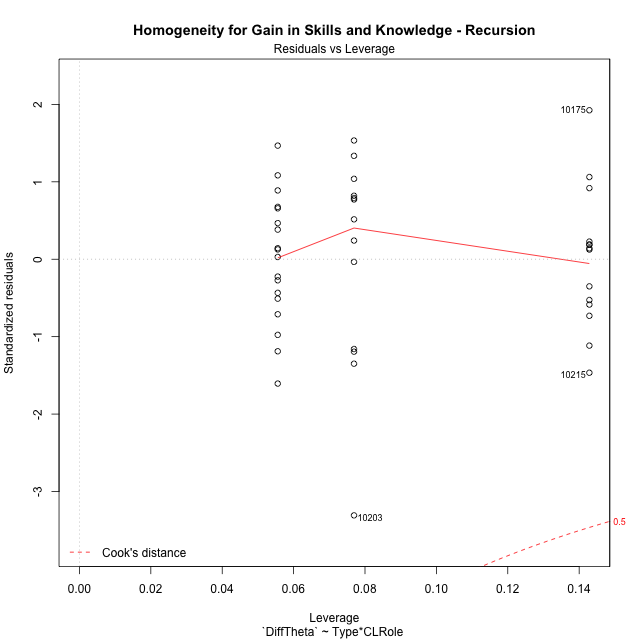 Homogeneity for Gain in Skills and Knowledge - Recursion
Residuals vs Leverage
Standardized residuals
2
1
0
-1
-2
-3
10175
10215
10203
0.5
Cook's distance
0.00 0.02 0.04 0.06 0.08 0.10 0.12 0.14
Leverage
`DiffTheta` ~ Type*CLRole